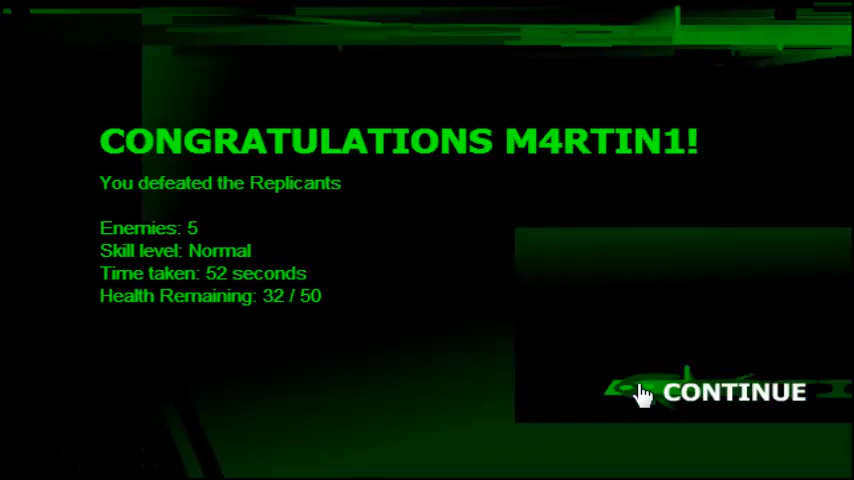 CONGRATULATIONS M4RTIN1!
You defeated the Replicants
Enemies: 5
Skill level: Normal
Time taken: 52 seconds
Health Remaining: 32 / 50
CONTINUE